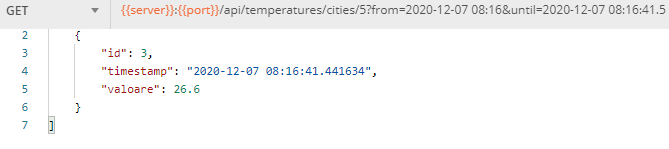 GET {{server}}:{{port}}/api/temperatures/cities/5?from=2020-12-07 08:16&until=2020-12-07 08:16:41.5
2 {
3 "id": 3,
4 "timestamp": "2020-12-07 08:16:41.441634",
5 "valoare": 26.6
6 }
7 ]